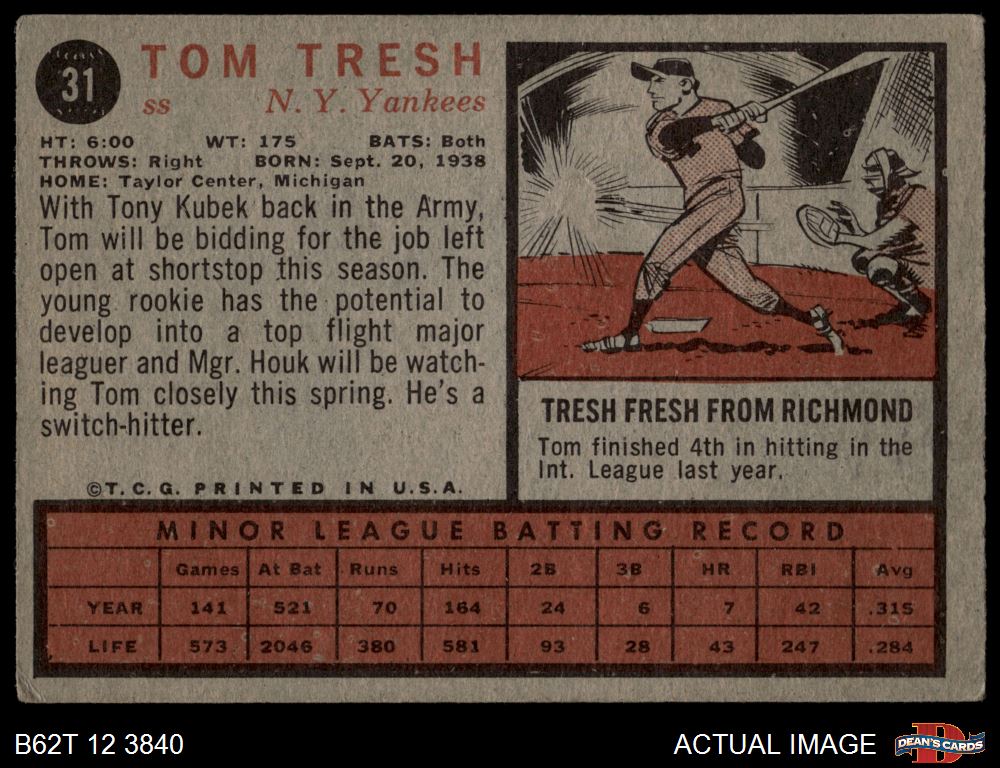 31
TOM TRESH
ss N. Y. Yankees
HT: 6:00 WT: 175 BATS: Both
THROWS: Right BORN: Sept. 20, 1938
HOME: Taylor Center, Michigan
With Tony Kubek back in the Army,
Tom will be bidding for the job left
open at shortstop this season. The
young rookie has the potential to
develop into a top flight major
leaguer and Mgr. Houk will be watch-
ing Tom closely this spring. He's a
switch-hitter.
©T.C.G. PRINTED IN U.S.A.
TRESH FRESH FROM RICHMOND
Tom finished 4th in hitting in the
Int. League last year.
MINOR LEAGUE BATTING RECORD
Games At Bat Runs Hits 2B 3B HR RBI Avg
YEAR 141 521 70 164 24 6 7 42 .315
LIFE 573 2046 380 581 93 28 43 247 .284
B62T 12 3840
ACTUAL IMAGE
D
DEAN'S CARDS